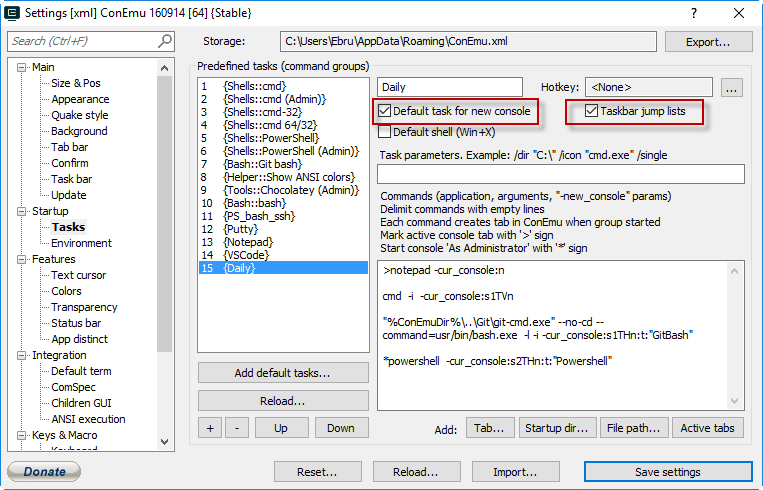 Settings [xml] ConEmu 160914 [64] {Stable}
?
Search (Ctrl+F)
Storage:
C:\Users\Ebru\AppData\Roaming\ConEmu.xml
Export...
Main
Size & Pos
Appearance
Quake style
Background
Tab bar
Confirm
Task bar
Update
Startup
Tasks
Environment
Features
Text cursor
Colors
Transparency
Status bar
App distinct
Integration
Default term
ComSpec
Children GUI
ANSI execution
Keys & Macro
Predefined tasks (command groups)
1 {Shells::cmd}
2 {Shells::cmd (Admin)}
3 {Shells::cmd-32}
4 {Shells::cmd 64/32}
5 {Shells::PowerShell}
6 {Shells::PowerShell (Admin)}
7 {Bash::Git bash}
8 {Helper::Show ANSI colors}
9 {Tools::Chocolatey (Admin)}
10 {Bash::bash}
11 {PS_bash_ssh}
12 {Putty}
13 {Notepad}
14 {VSCode}
15 {Daily}
Add default tasks...
Reload...
+ - Up Down
Daily
Hotkey:
<None>
...
Default task for new console
Taskbar jump lists
Default shell (Win+X)
Task parameters. Example: /dir "C:\" /icon "cmd.exe" /single
Commands (application, arguments, "-new_console" params)
Delimit commands with empty lines
Each command creates tab in ConEmu when group started
Mark active console tab with '>' sign
Start console 'As Administrator' with '*' sign
>notepad -cur_console:n
cmd -i -cur_console:s1TVn
"%ConEmuDir%\..\Git\git-cmd.exe" --no-cd --
command=usr/bin/bash.exe -l -i -cur_console:s1THn:t:"GitBash"
*powershell -cur_console:s2THn:t:"Powershell"
Add: Tab... Startup dir... File path... Active tabs
Donate
Reset...
Reload...
Import...
Save settings